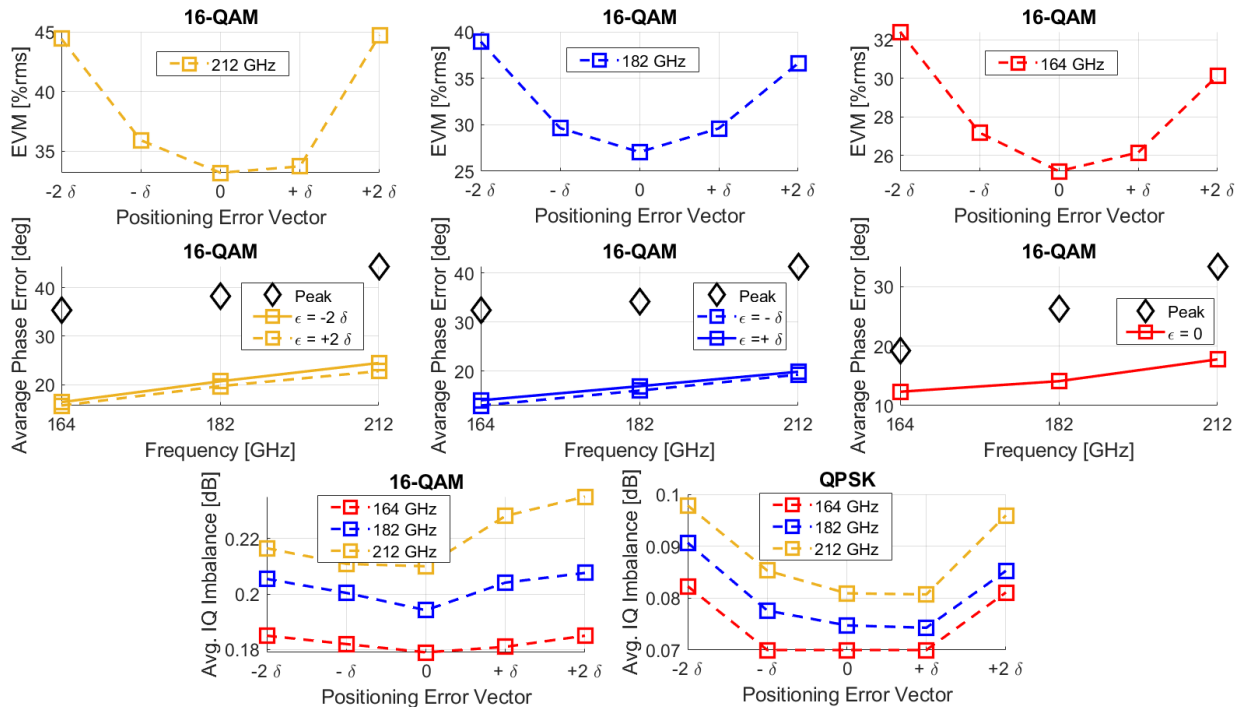 16-QAM
EVM [%rms]
45
40
35
212 GHz
-2 δ
- δ
0
+ δ
+2 δ
Positioning Error Vector
16-QAM
EVM [%rms]
40
35
30
25
182 GHz
-2 δ
- δ
0
+ δ
+2 δ
Positioning Error Vector
16-QAM
EVM [%rms]
32
30
28
26
164 GHz
-2 δ
- δ
0
+ δ
+2 δ
Positioning Error Vector
16-QAM
Avarage Phase Error [deg]
40
30
20
Peak
ϵ = -2 δ
ϵ = +2 δ
164
182
212
Frequency [GHz]
16-QAM
Avarage Phase Error [deg]
40
30
20
Peak
ϵ = - δ
ϵ =+ δ
164
182
212
Frequency [GHz]
16-QAM
Avarage Phase Error [deg]
30
20
10
Peak
ϵ = 0
164
182
212
Frequency [GHz]
16-QAM
Avg. IQ Imbalance [dB]
0.22
0.2
0.18
164 GHz
182 GHz
212 GHz
-2 δ
- δ
0
+ δ
+2 δ
Positioning Error Vector
QPSK
Avg. IQ Imbalance [dB]
0.1
0.09
0.08
0.07
164 GHz
182 GHz
212 GHz
-2 δ
- δ
0
+ δ
+2 δ
Positioning Error Vector